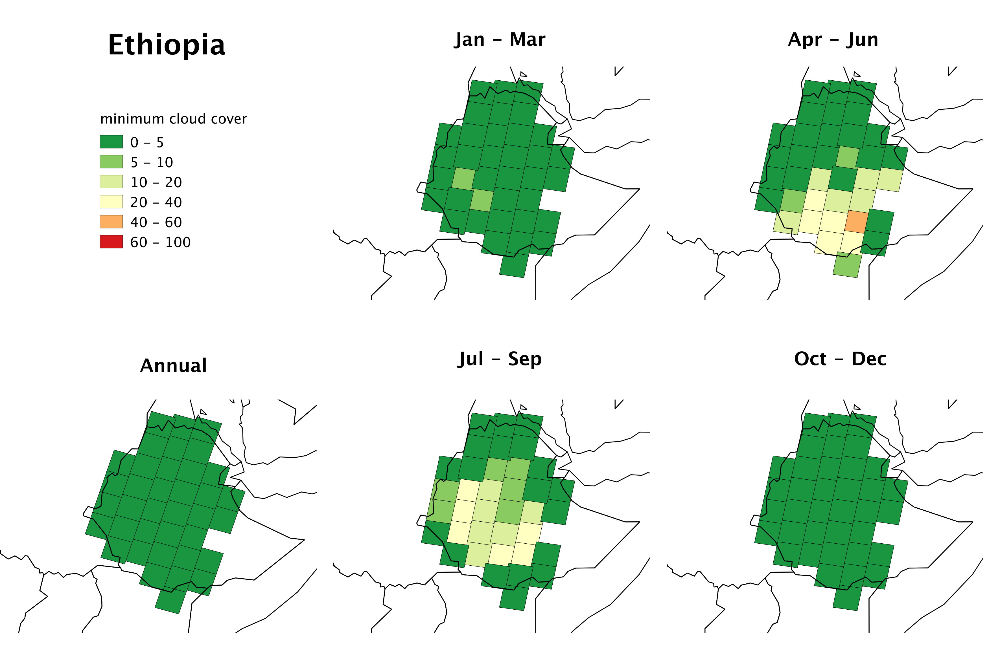 Ethiopia
minimum cloud cover
0 – 5
5 – 10
10 – 20
20 – 40
40 – 60
60 – 100
Jan – Mar
Apr – Jun
Annual
Jul – Sep
Oct – Dec